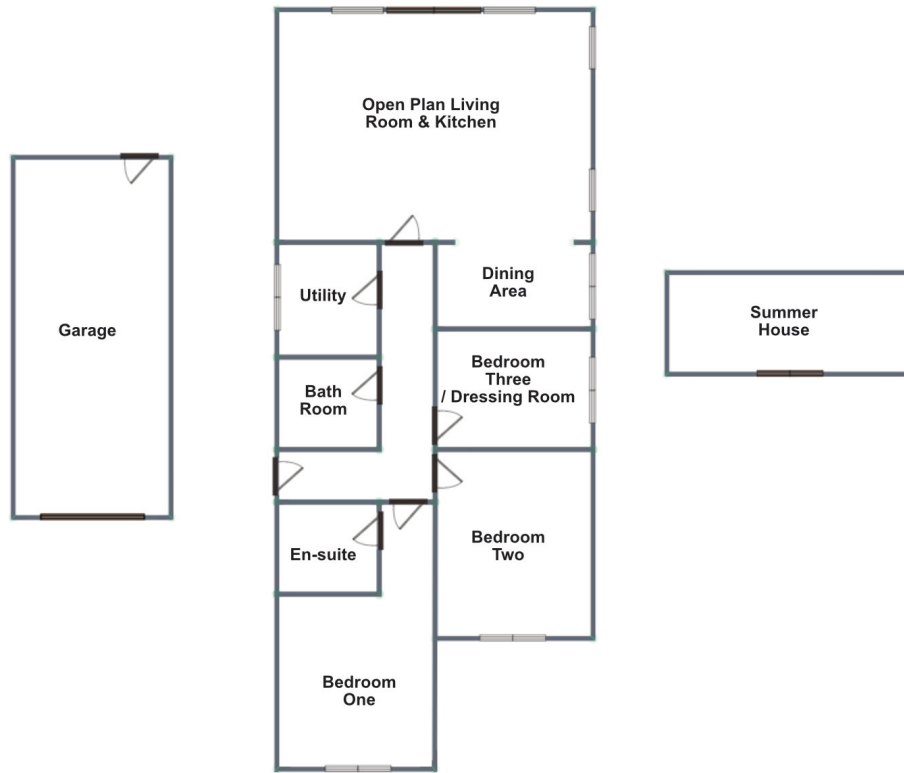 Open Plan Living
Room & Kitchen
Garage
Utility
Dining
Area
Summer
House
Bath
Room
Bedroom
Three
/ Dressing Room
En-suite
Bedroom
Two
Bedroom
One